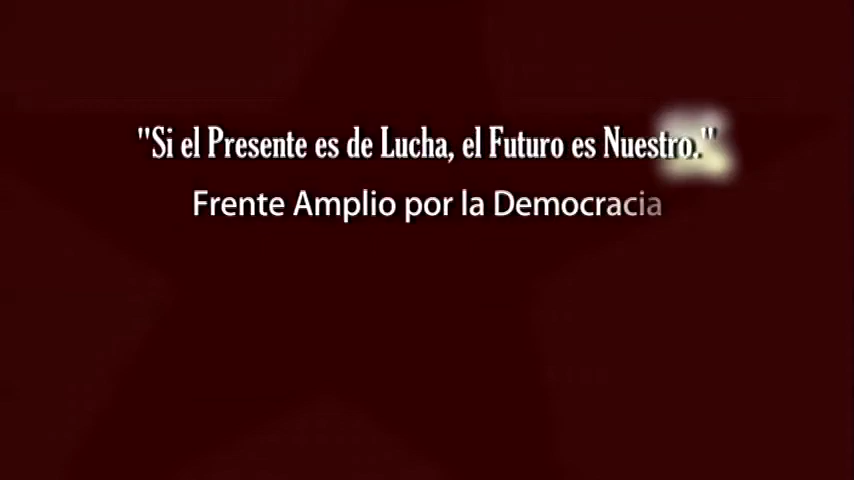 "Si el Presente es de Lucha, el Futuro es Nuestro."
Frente Amplio por la Democracia